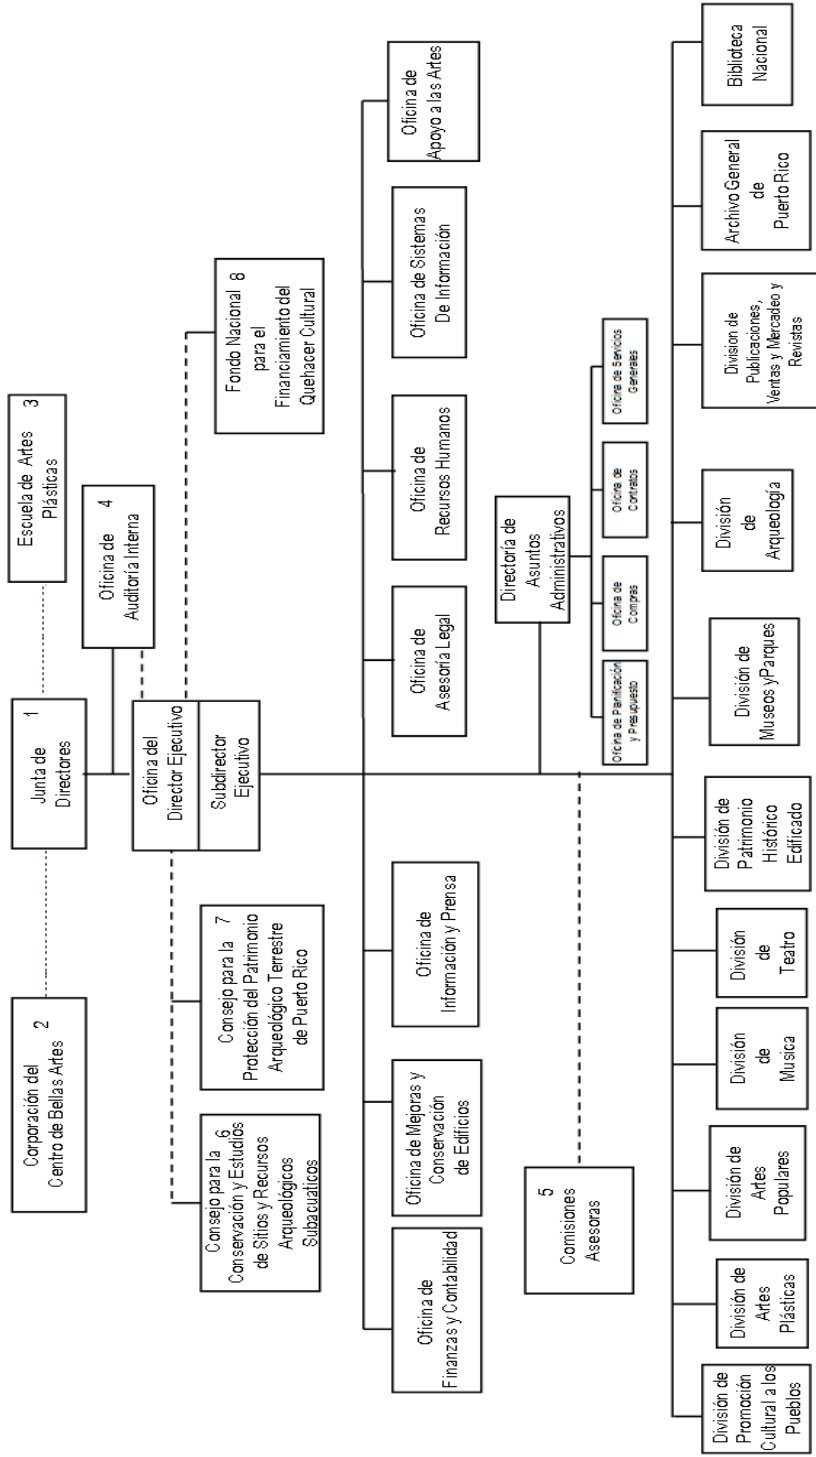 Corporación del 2
Centro de Bellas Artes
Junta de 1
Directores
Escuela de Artes 3
Plásticas
Oficina de 4
Auditoría Interna
Oficina del
Director Ejecutivo
Subdirector
Ejecutivo
Consejo para la 6
Conservación y Estudios
de Sitios y Recursos
Arqueológicos
Subacuaticos
Consejo para la 7
Protección del Patrimonio
Arqueológico Terrestre
de Puerto Rico
Fondo Nacional 8
para el
Financiamiento del
Quehacer Cultural
Oficina de
Finanzas y Contabilidad
Oficina de Mejoras y
Conservación
de Edificios
Oficina de
Información y Prensa
Oficina de
Asesoría Legal
Oficina de
Recursos Humanos
Oficina de Sistemas
De Información
Oficina de
Apoyo a las Artes
5
Comisiones
Asesoras
Directoría de
Asuntos
Administrativos
Oficina de Planificación
y Presupuesto
Oficina de
Compras
Oficina de
Contratos
Oficina de Servicios
Generales
División de
Promoción
Cultural a los
Pueblos
División de
Artes
Plásticas
División de
Artes
Populares
División
de
Musica
División
de
Teatro
División de
Patrimonio
Histórico
Edificado
División de
Museos yParques
División
de
Arqueología
Division de
Publicaciones,
Ventas y Mercadeo y
Revistas
Archivo General
de
Puerto Rico
Biblioteca
Nacional